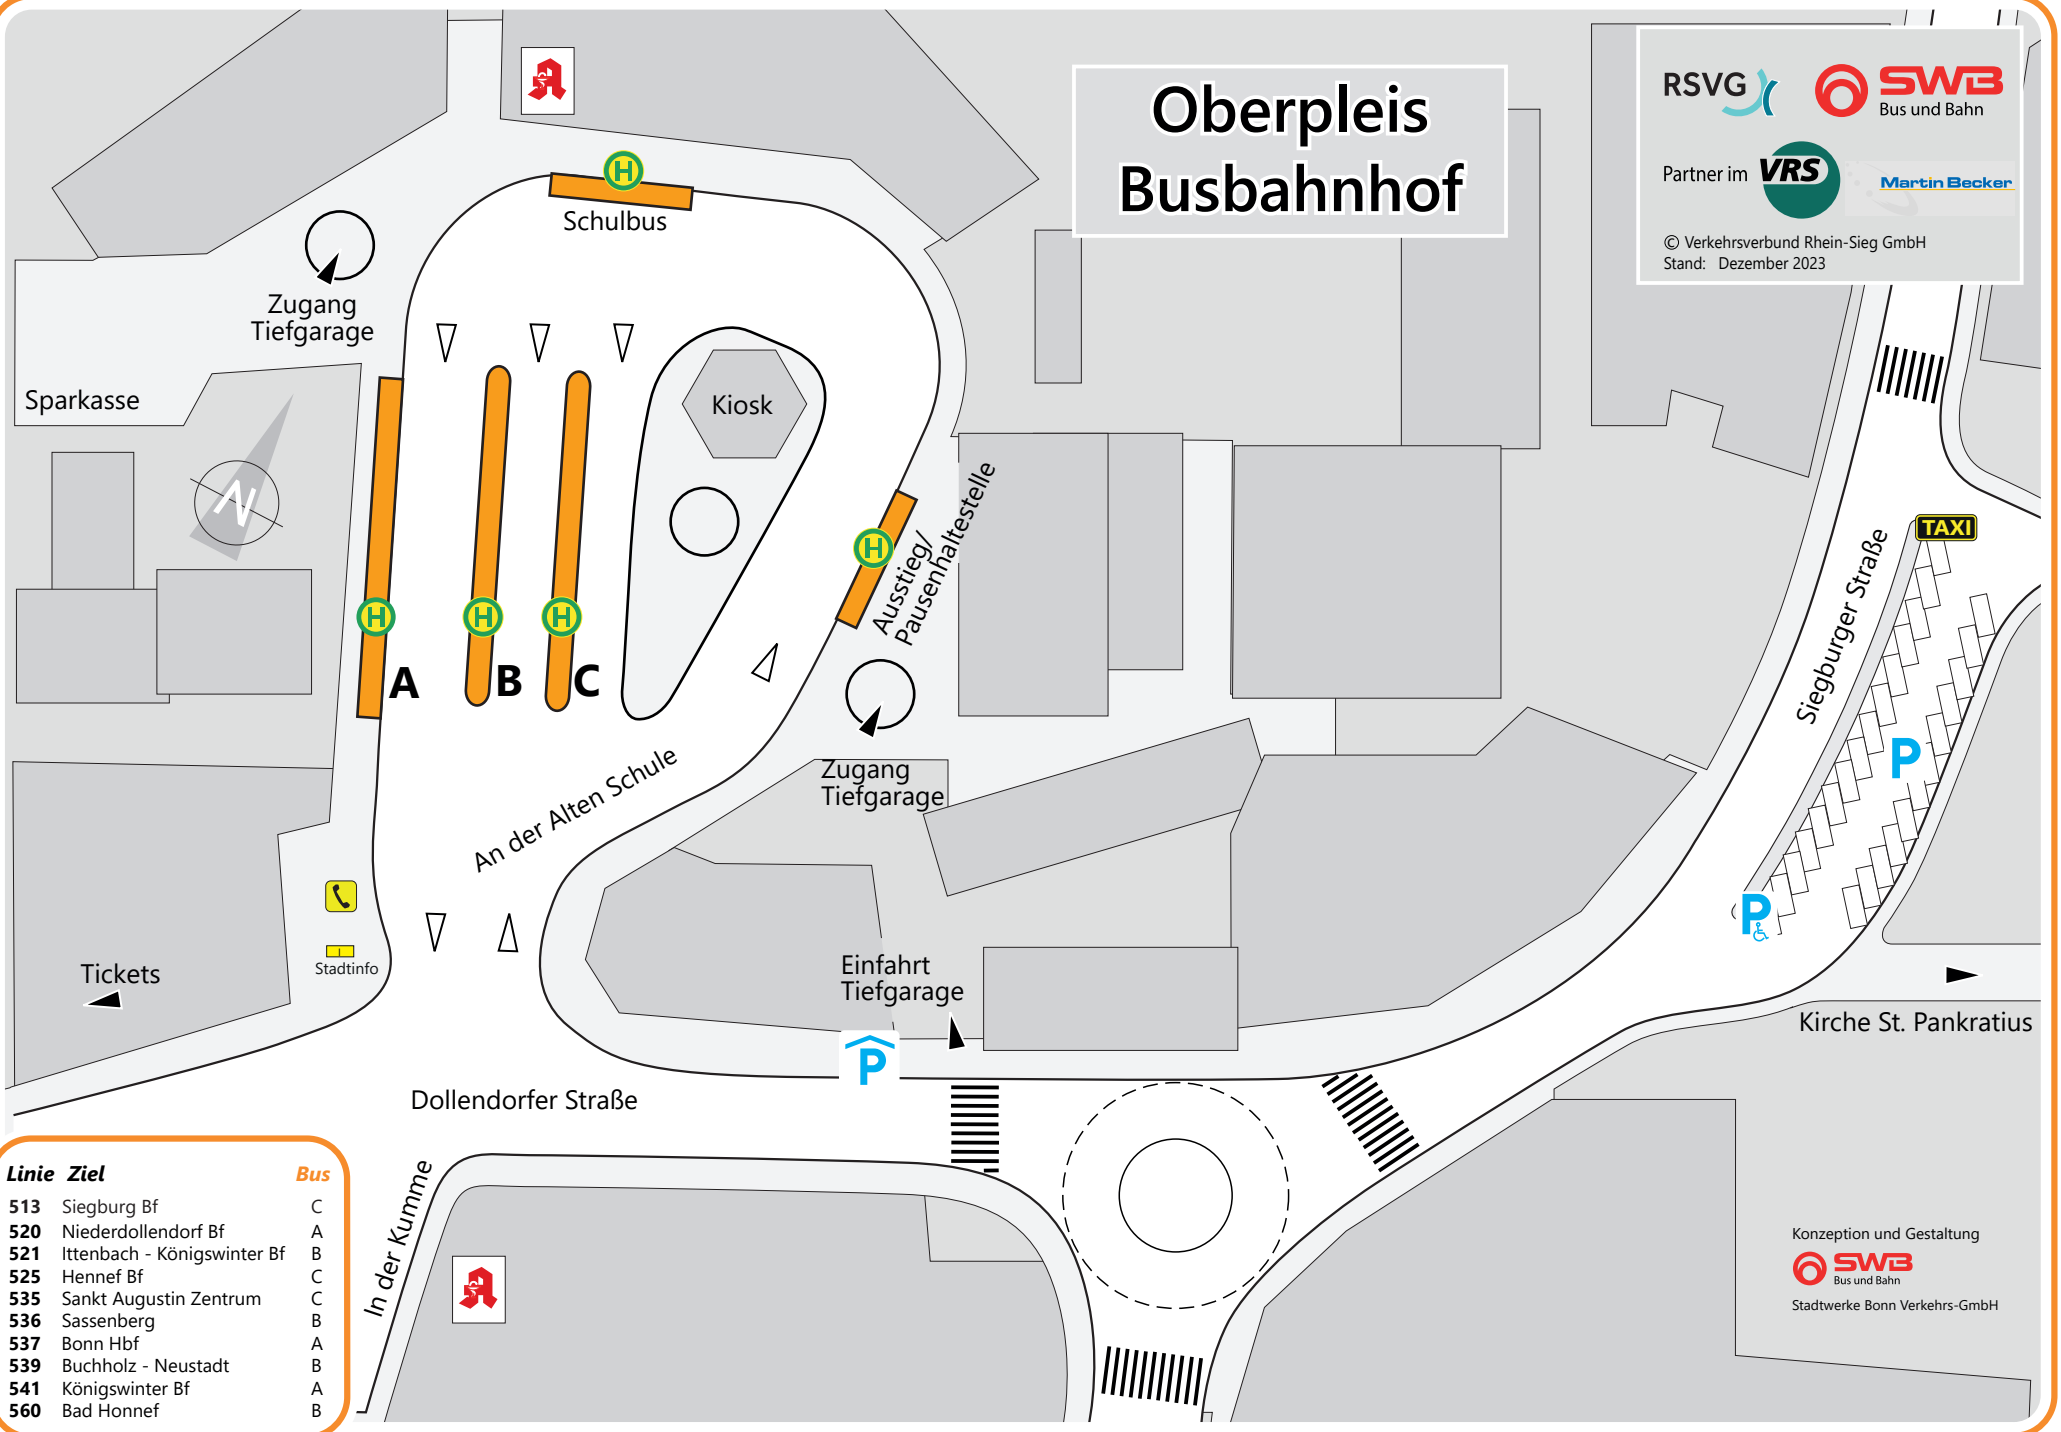 Oberpleis
Busbahnhof
RSVG
SWB
Bus und Bahn
Partner im VRS
Martin Becker
© Verkehrsverbund Rhein-Sieg GmbH
Stand: Dezember 2023
H
Schulbus
Zugang
Tiefgarage
Sparkasse
Kiosk
N
H
Ausstieg/
Pausenhaltestelle
H
H
H
A
B
C
TAXI
Siegburger Straße
P
An der Alten Schule
Zugang
Tiefgarage
P
Stadtinfo
Tickets
Einfahrt
Tiefgarage
P
Kirche St. Pankratius
Dollendorfer Straße
In der Kumme
Linie Ziel Bus
513 Siegburg Bf C
520 Niederdollendorf Bf A
521 Ittenbach - Königswinter Bf B
525 Hennef Bf C
535 Sankt Augustin Zentrum C
536 Sassenberg B
537 Bonn Hbf A
539 Buchholz - Neustadt B
541 Königswinter Bf A
560 Bad Honnef B
Konzeption und Gestaltung
SWB
Bus und Bahn
Stadtwerke Bonn Verkehrs-GmbH